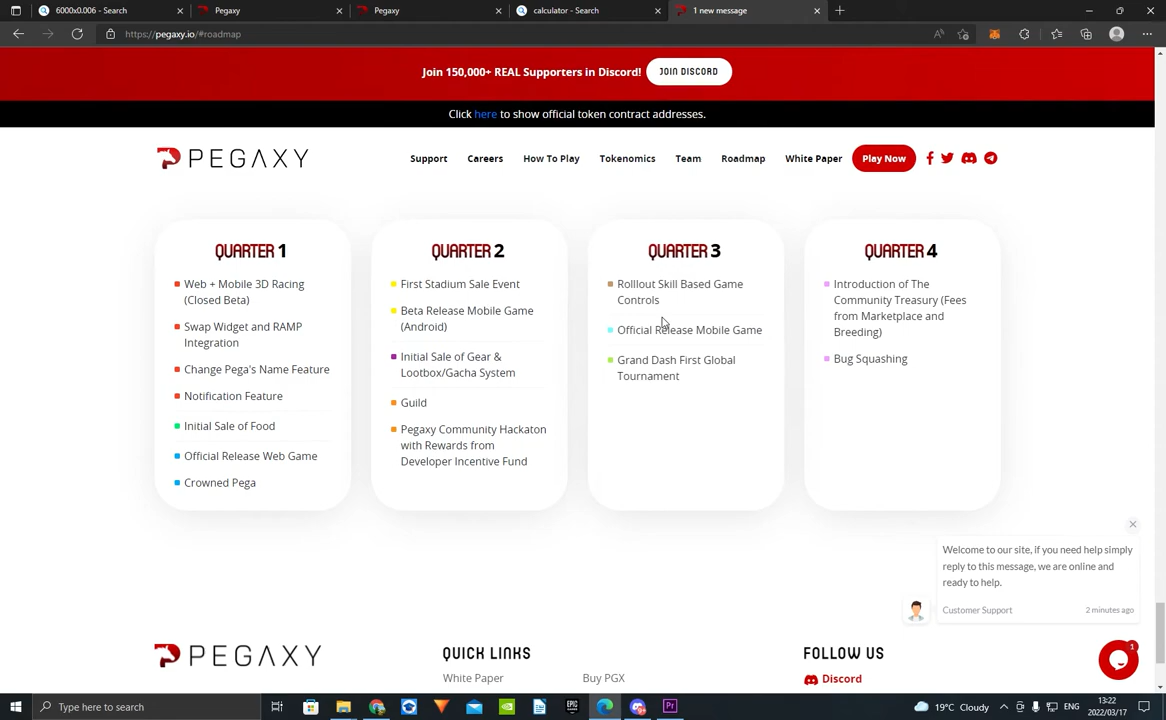 6000x0.006 - Search
Pegaxy
Pegaxy
calculator - Search
1 new message
https://pegaxy.io/#roadmap
Join 150,000+ REAL Supporters in Discord!
JOIN DISCORD
Click here to show official token contract addresses.
PEGAXY
Support
Careers
How To Play
Tokenomics
Team
Roadmap
White Paper
Play Now
QUARTER 1
Web + Mobile 3D Racing
(Closed Beta)
Swap Widget and RAMP
Integration
Change Pega's Name Feature
Notification Feature
Initial Sale of Food
Official Release Web Game
Crowned Pega
QUARTER 2
First Stadium Sale Event
Beta Release Mobile Game
(Android)
Initial Sale of Gear &
Lootbox/Gacha System
Guild
Pegaxy Community Hackaton
with Rewards from
Developer Incentive Fund
QUARTER 3
Rolllout Skill Based Game
Controls
Official Release Mobile Game
Grand Dash First Global
Tournament
QUARTER 4
Introduction of The
Community Treasury (Fees
from Marketplace and
Breeding)
Bug Squashing
Welcome to our site, if you need help simply
reply to this message, we are online and
ready to help.
Customer Support
2 minutes ago
1
PEGAXY
QUICK LINKS
White Paper
Buy PGX
FOLLOW US
Discord
Type here to search
EPIC
Pr
19°C Cloudy
ENG
13:22
2022/03/17